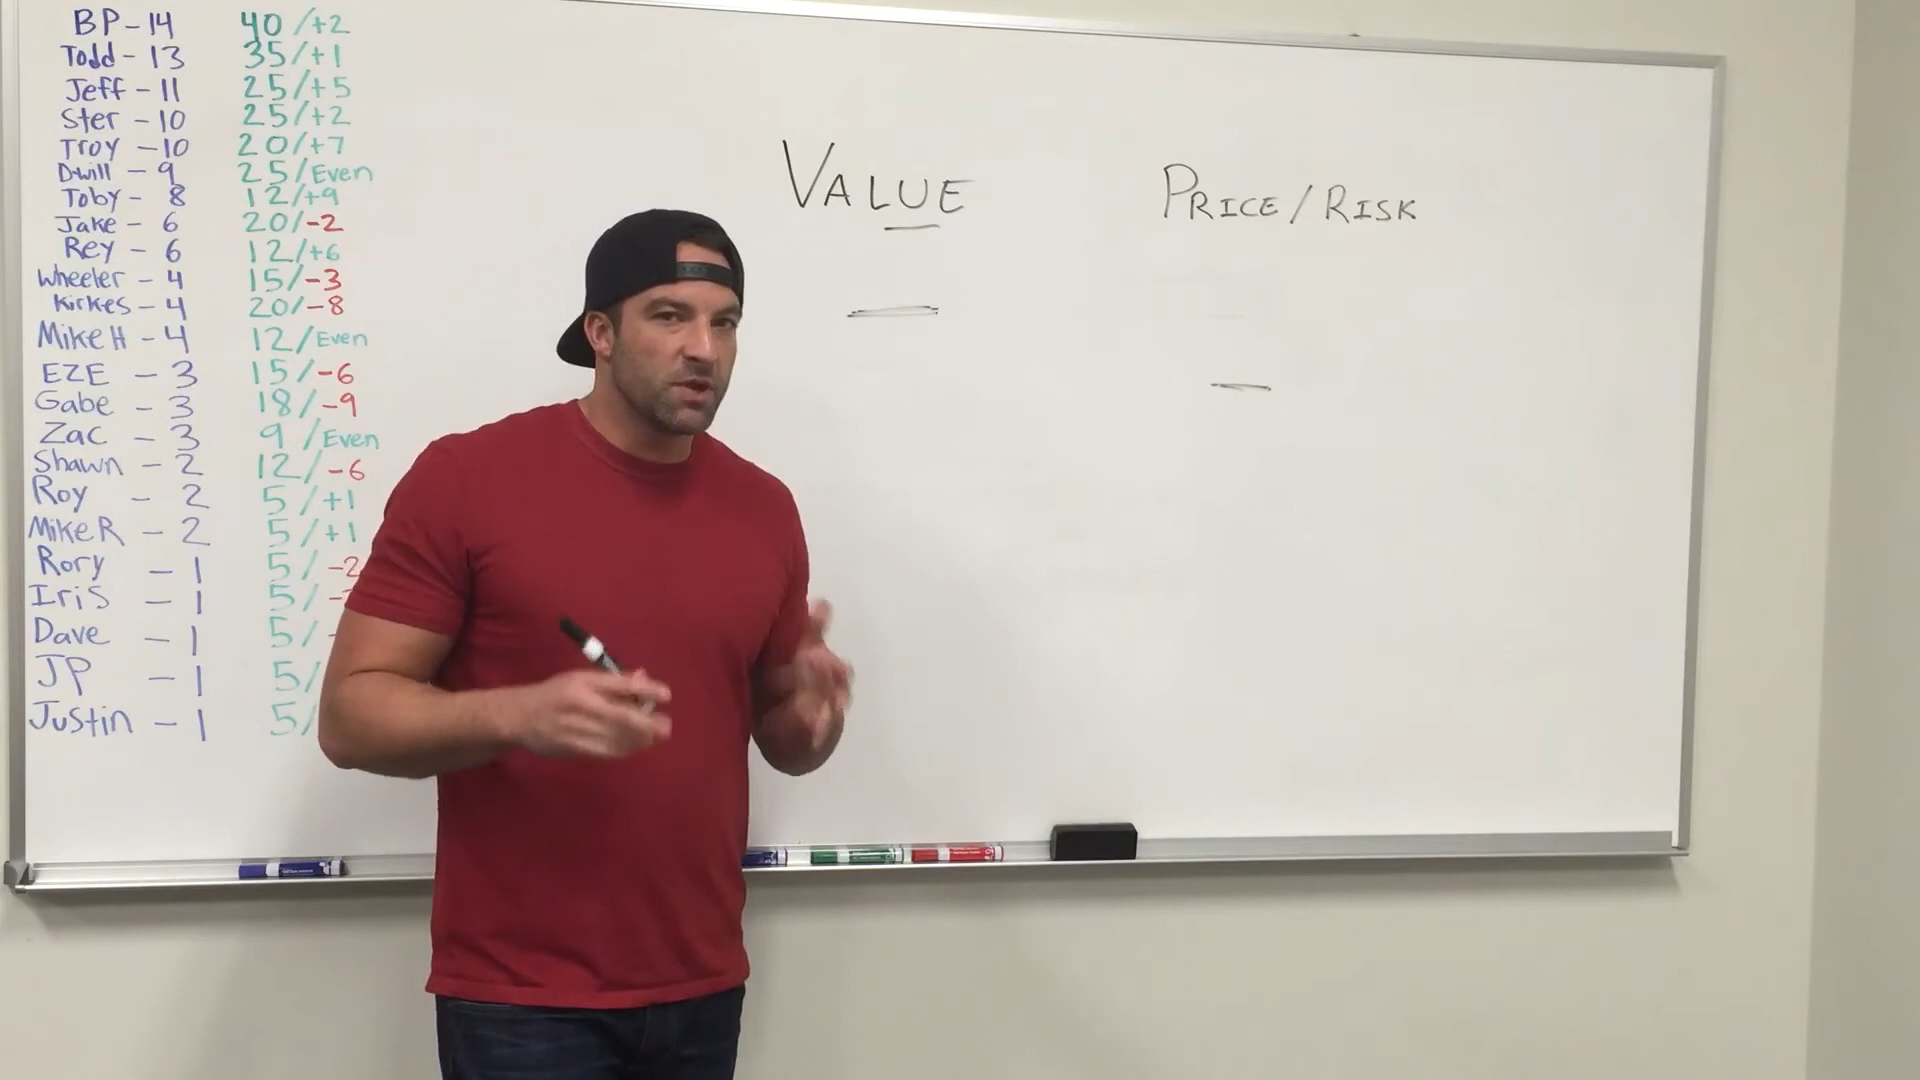 BP - 14 40 / +2
Todd - 13 35 / +1
Jeff - 11 25 / +5
Ster - 10 25 / +2
Troy - 10 20 / +7
Dwill - 9 25 / Even
Toby - 8 12 / +9
Jake - 6 20 / -2
Rey - 6 12 / +6
Wheeler - 4 15 / -3
Kirkes - 4 20 / -8
Mike H - 4 12 / Even
EZE - 3 15 / -6
Gabe - 3 18 / -9
Zac - 3 9 / Even
Shawn - 2 12 / -6
Roy - 2 5 / +1
Mike R - 2 5 / +1
Rory - 1 5 / -2
Iris - 1 5 / -
Dave - 1 5 / -
JP - 1 5 /
Justin - 1 5 /
VALUE
PRICE / RISK